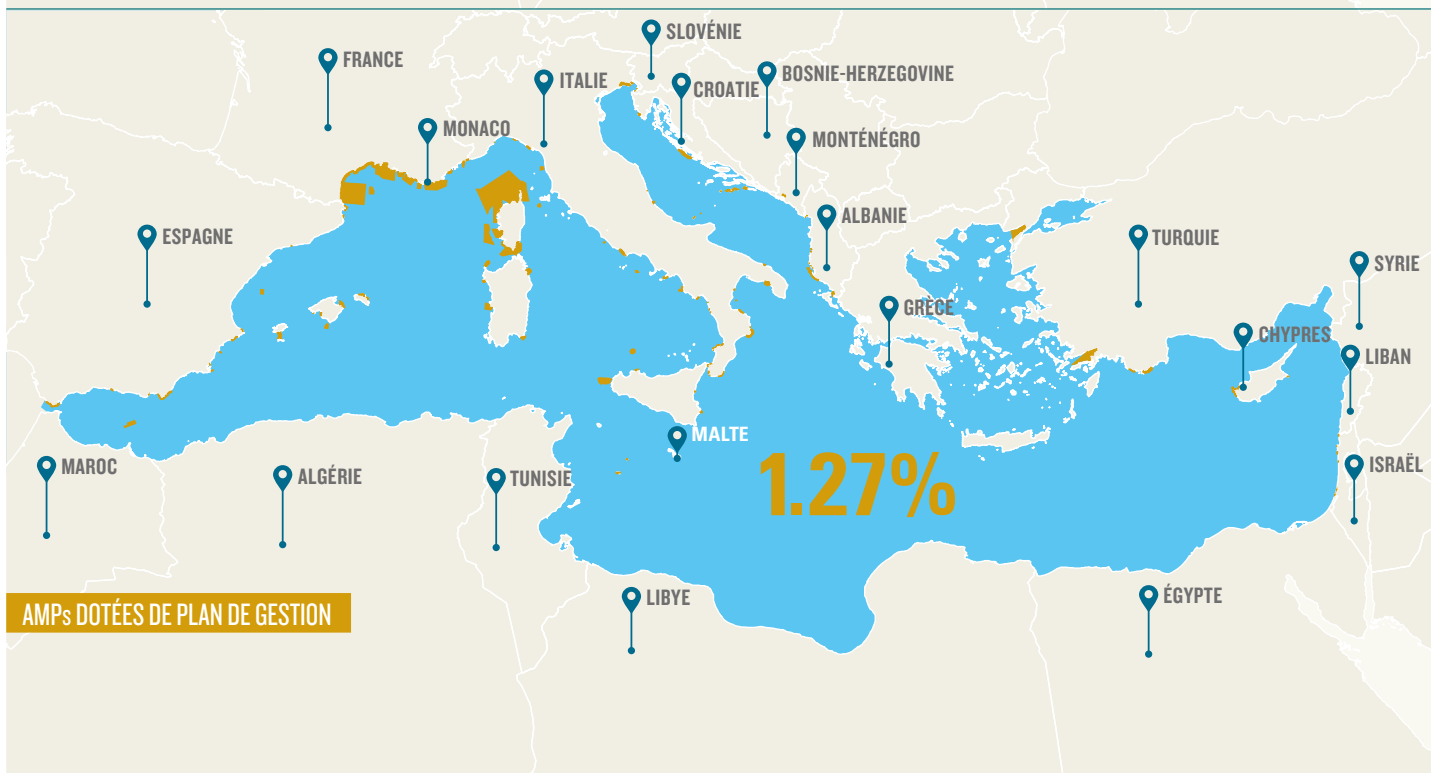 SLOVÉNIE
FRANCE
ITALIE
BOSNIE-HERZEGOVINE
CROATIE
MONACO
MONTÉNÉGRO
ALBANIE
ESPAGNE
TURQUIE
SYRIE
GRÈCE
CHYPRES
LIBAN
MALTE
MAROC
ALGÉRIE
TUNISIE
1.27%
ISRAËL
LIBYE
ÉGYPTE
AMPs DOTÉES DE PLAN DE GESTION